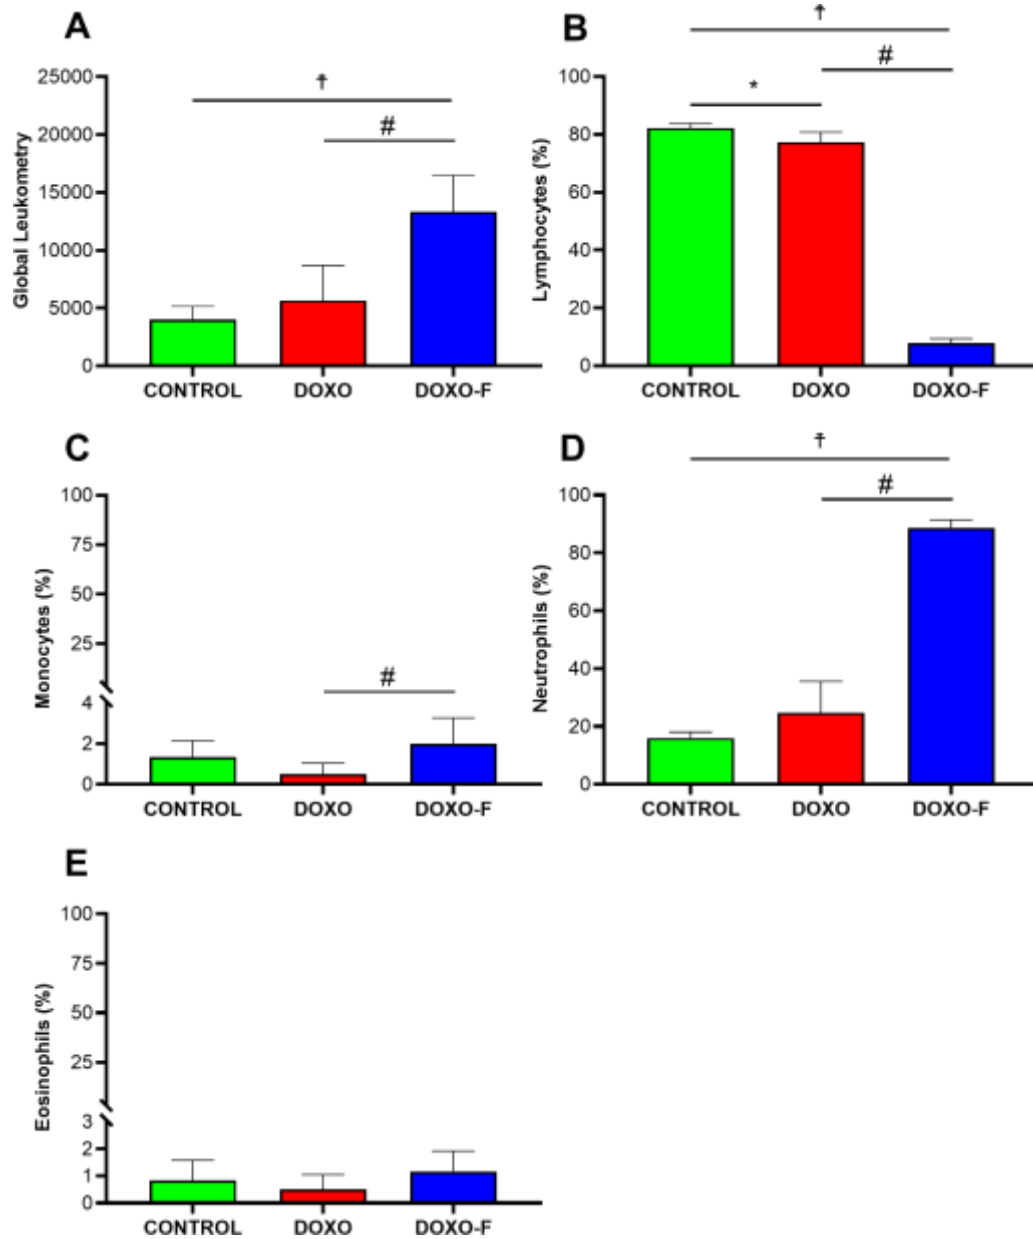 A
Global Leukometry
25000
20000
15000
10000
5000
0
†
#
CONTROL DOXO DOXO-F
B
Lymphocytes (%)
100
80
60
40
20
0
†
#
*
CONTROL DOXO DOXO-F
C
Monocytes (%)
100
75
50
25
4
2
0
#
CONTROL DOXO DOXO-F
D
Neutrophils (%)
100
80
60
40
20
0
†
#
CONTROL DOXO DOXO-F
E
Eosinophils (%)
100
75
50
25
3
2
1
0
CONTROL DOXO DOXO-F